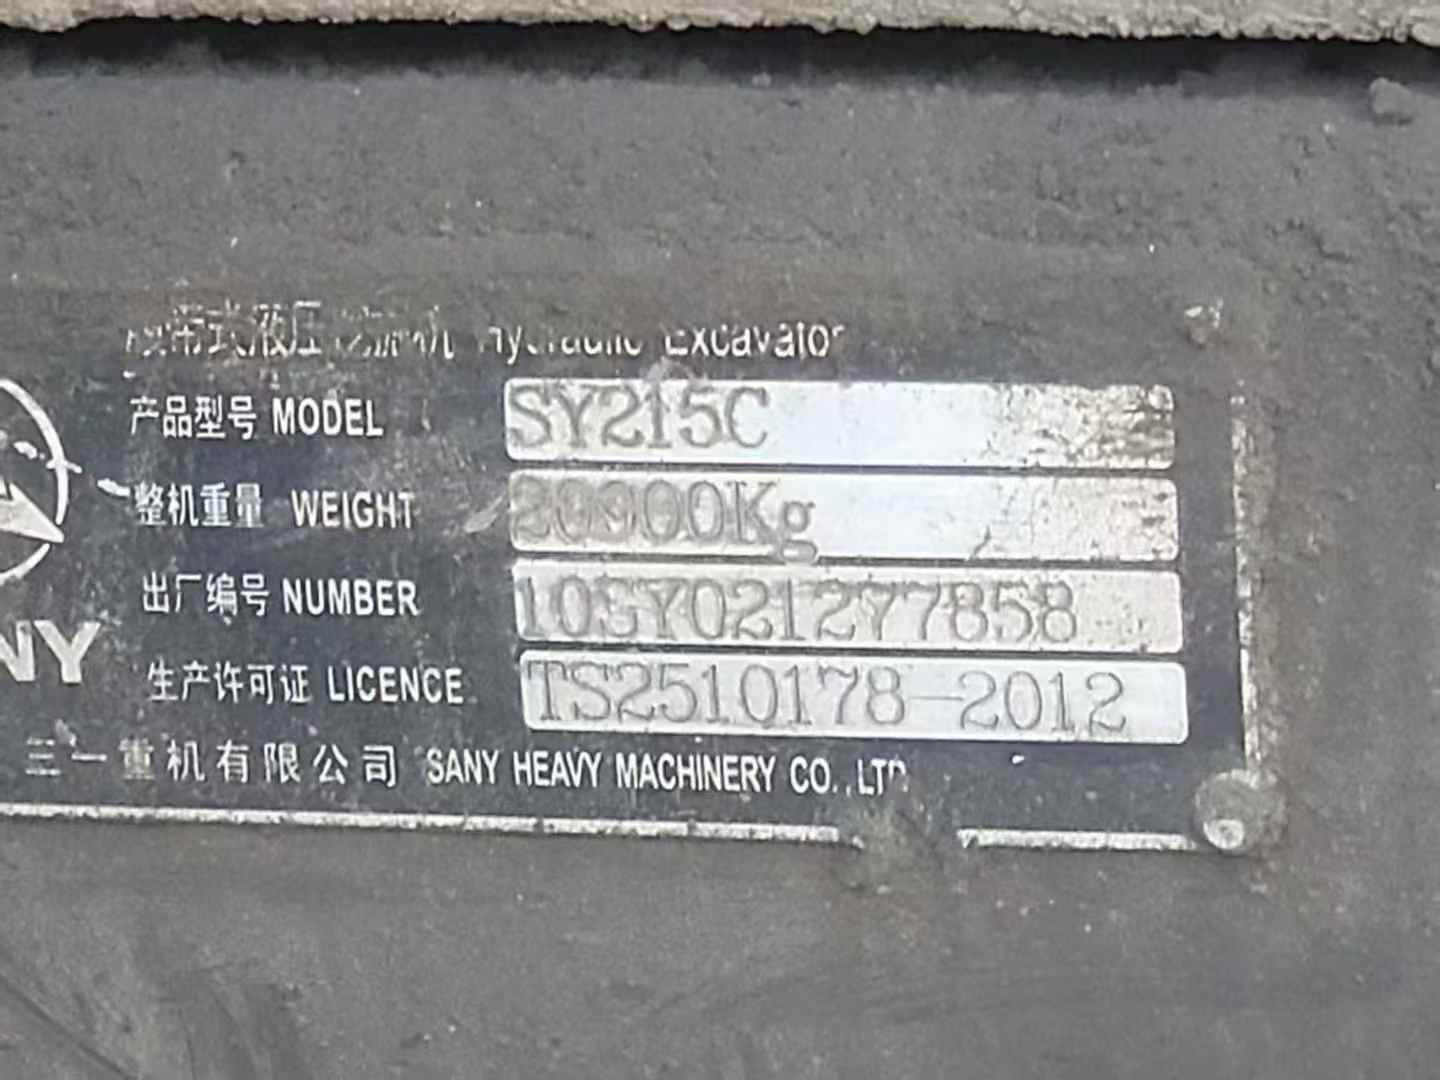 履带式液压挖掘机 Hydraulic Excavator
产品型号 MODEL SY215C
整机重量 WEIGHT 20900Kg
出厂编号 NUMBER
生产许可证 LICENCE TS2510178-2012
NY
三一重机有限公司 SANY HEAVY MACHINERY CO.,LTD